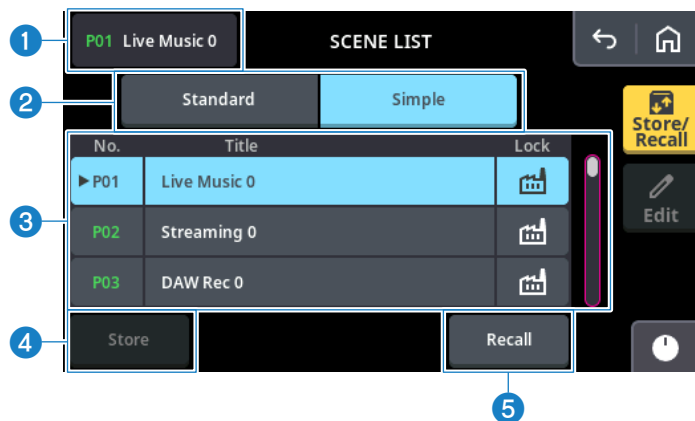 1
P01 Live Music 0
SCENE LIST
2
Standard
Simple
Store/
Recall
No.
Title
Lock
3
P01
Live Music 0
Edit
P02
Streaming 0
P03
DAW Rec 0
4
Store
Recall
5